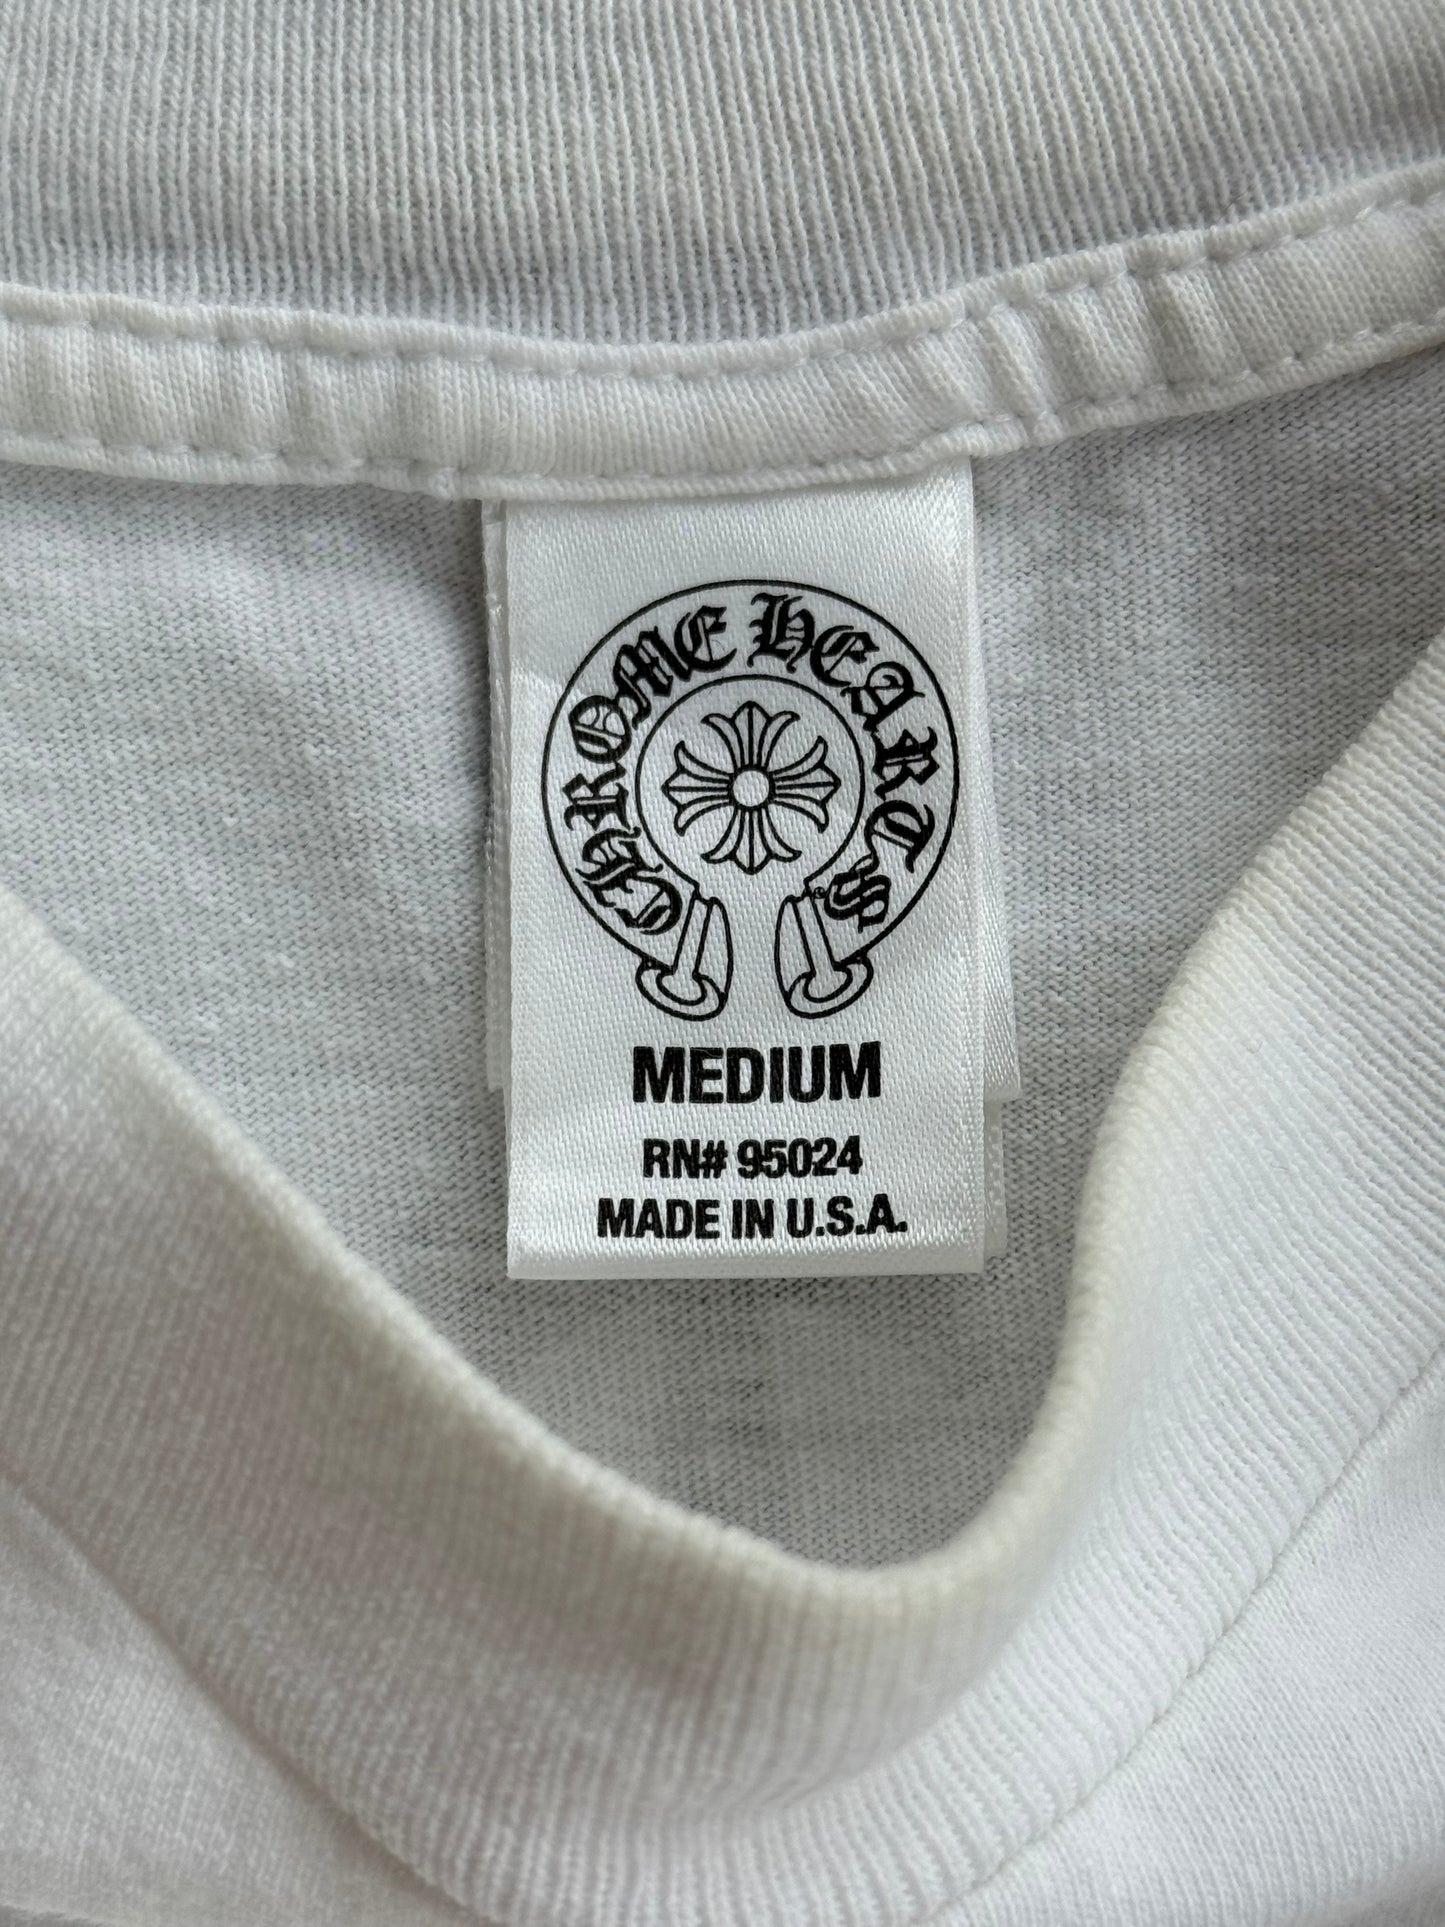 CHROME HEARTS
MEDIUM
RN# 95024
MADE IN U.S.A.